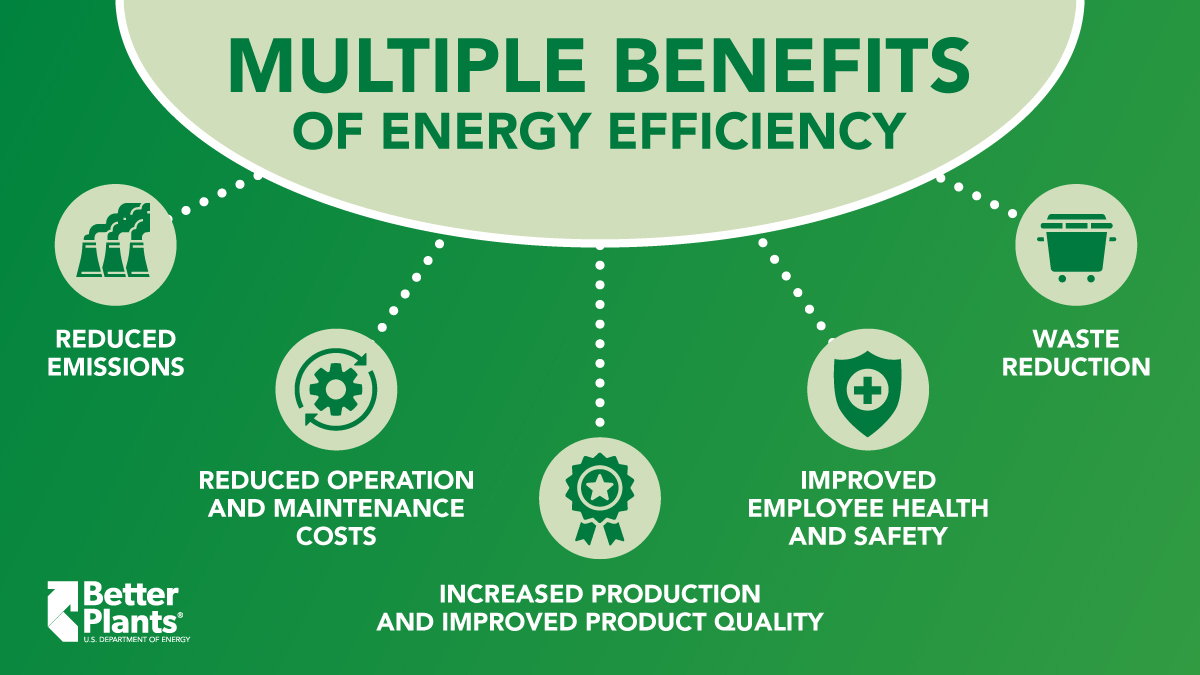 MULTIPLE BENEFITS
OF ENERGY EFFICIENCY
REDUCED
EMISSIONS
REDUCED OPERATION
AND MAINTENANCE
COSTS
INCREASED PRODUCTION
AND IMPROVED PRODUCT QUALITY
IMPROVED
EMPLOYEE HEALTH
AND SAFETY
WASTE
REDUCTION
Better
Plants®
U.S. DEPARTMENT OF ENERGY